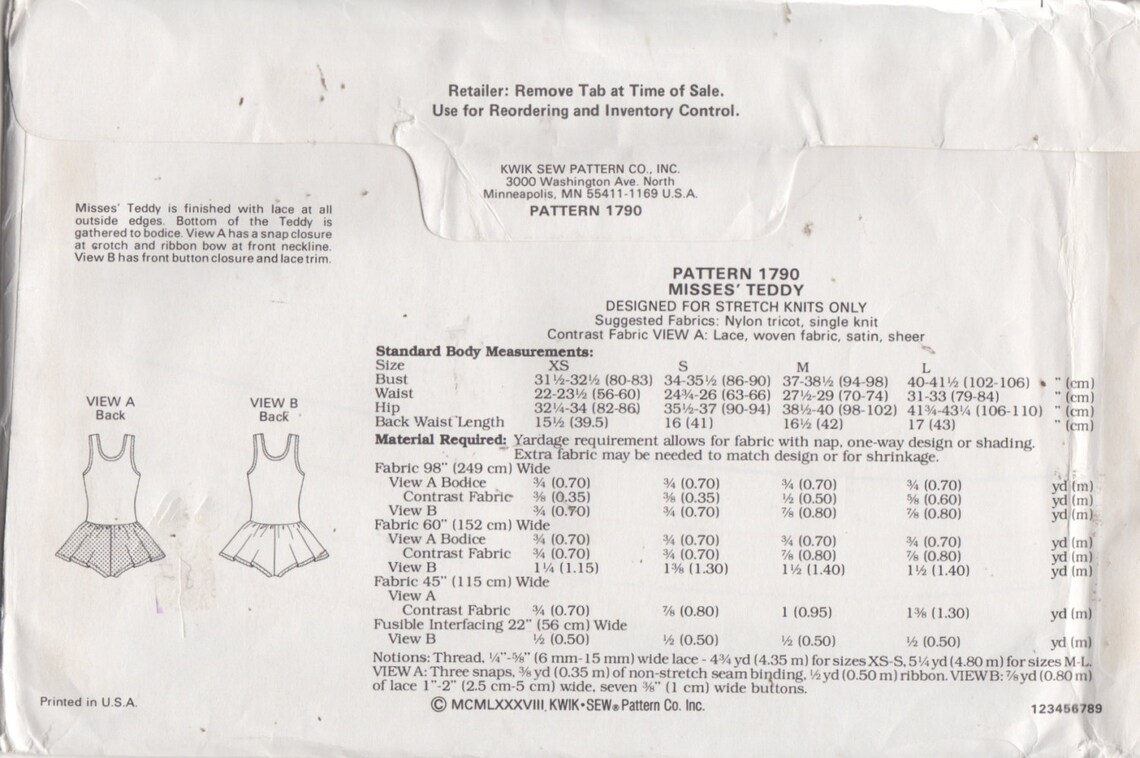 Retailer: Remove Tab at Time of Sale.
Use for Reordering and Inventory Control.
KWIK SEW PATTERN CO., INC.
3000 Washington Ave. North
Minneapolis, MN 55411-1169 U.S.A.
PATTERN 1790
Misses' Teddy is finished with lace at all
outside edges. Bottom of the Teddy is
gathered to bodice. View A has a snap closure
at crotch and ribbon bow at front neckline.
View B has front button closure and lace trim.
PATTERN 1790
MISSES' TEDDY
DESIGNED FOR STRETCH KNITS ONLY
Suggested Fabrics: Nylon tricot, single knit
Contrast Fabric VIEW A: Lace, woven fabric, satin, sheer
Standard Body Measurements:
Size XS S M L
Bust 31½-32½ (80-83) 34-35½ (86-90) 37-38½ (94-98) 40-41½ (102-106) " (cm)
Waist 22-23½ (56-60) 24¾-26 (63-66) 27½-29 (70-74) 31-33 (79-84) " (cm)
Hip 32¼-34 (82-86) 35½-37 (90-94) 38½-40 (98-102) 41¾-43¼ (106-110) " (cm)
Back Waist Length 15½ (39.5) 16 (41) 16½ (42) 17 (43) " (cm)
Material Required: Yardage requirement allows for fabric with nap, one-way design or shading.
Extra fabric may be needed to match design or for shrinkage.
Fabric 98" (249 cm) Wide
View A Bodice ¾ (0.70) ¾ (0.70) ¾ (0.70) ¾ (0.70) yd (m)
Contrast Fabric ⅜ (0.35) ⅜ (0.35) ½ (0.50) ⅝ (0.60) yd (m)
View B ¾ (0.70) ¾ (0.70) ⅞ (0.80) ⅞ (0.80) yd (m)
Fabric 60" (152 cm) Wide
View A Bodice ¾ (0.70) ¾ (0.70) ¾ (0.70) ¾ (0.70) yd (m)
Contrast Fabric ¾ (0.70) ¾ (0.70) ⅞ (0.80) ⅞ (0.80) yd (m)
View B 1¼ (1.15) 1⅜ (1.30) 1½ (1.40) 1½ (1.40) yd (m)
Fabric 45" (115 cm) Wide
View A
Contrast Fabric ¾ (0.70) ⅞ (0.80) 1 (0.95) 1⅜ (1.30) yd (m)
Fusible Interfacing 22" (56 cm) Wide
View B ½ (0.50) ½ (0.50) ½ (0.50) ½ (0.50) yd (m)
Notions: Thread, ¼"-⅝" (6 mm-15 mm) wide lace - 4¾ yd (4.35 m) for sizes XS-S, 5¼ yd (4.80 m) for sizes M-L.
VIEW A: Three snaps, ⅜ yd (0.35 m) of non-stretch seam binding, ½ yd (0.50 m) ribbon. VIEW B: ⅞ yd (0.80 m)
of lace 1"-2" (2.5 cm-5 cm) wide, seven ⅜" (1 cm) wide buttons.
© MCMLXXXVIII KWIK•SEW® Pattern Co. Inc.
VIEW A
Back
VIEW B
Back
Printed in U.S.A.
123456789